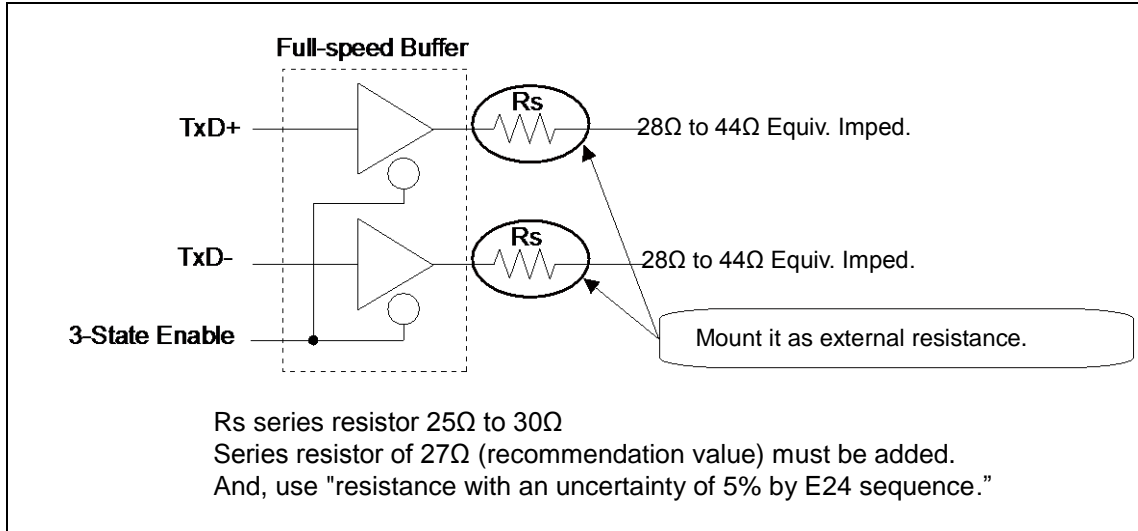 Full-speed Buffer
Rs
TxD+
28Ω to 44Ω Equiv. Imped.
Rs
TxD-
28Ω to 44Ω Equiv. Imped.
3-State Enable
Mount it as external resistance.
Rs series resistor 25Ω to 30Ω
Series resistor of 27Ω (recommendation value) must be added.
And, use "resistance with an uncertainty of 5% by E24 sequence.”